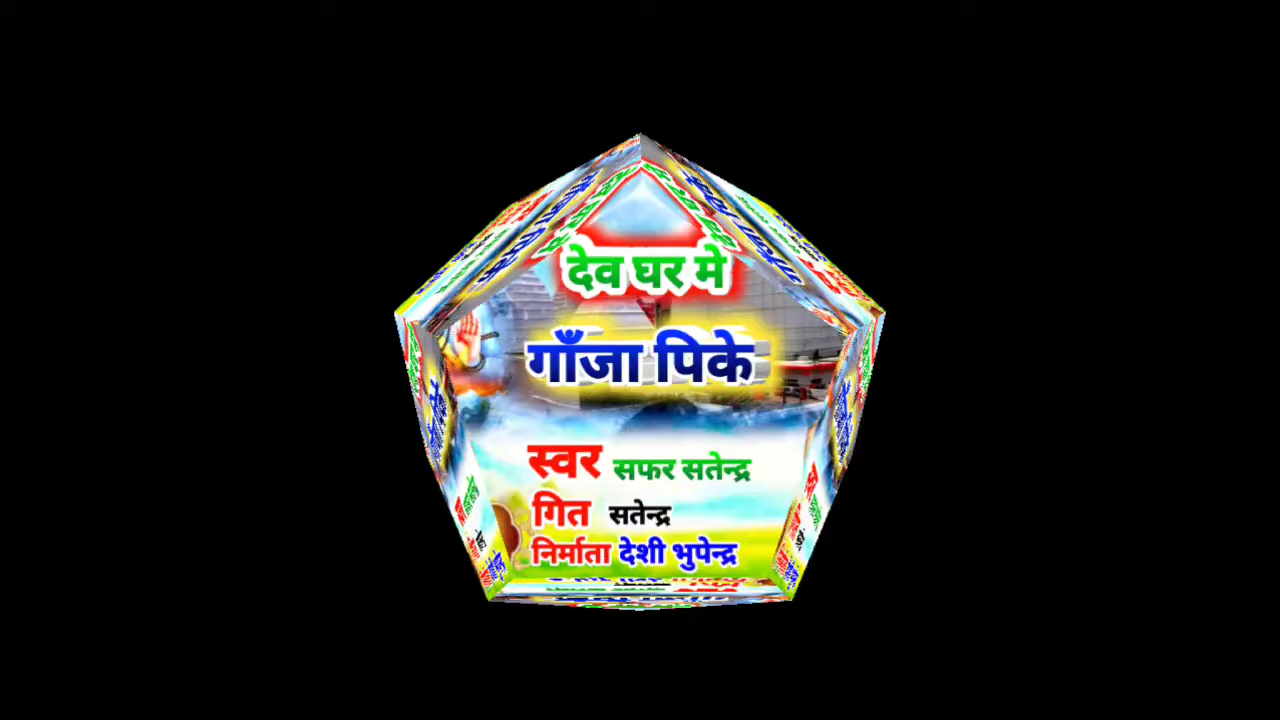 देव घर मे
गाँजा पिके
स्वर सफर सतेन्द्र
गित सतेन्द्र
निर्माता देशी भुपेन्द्र